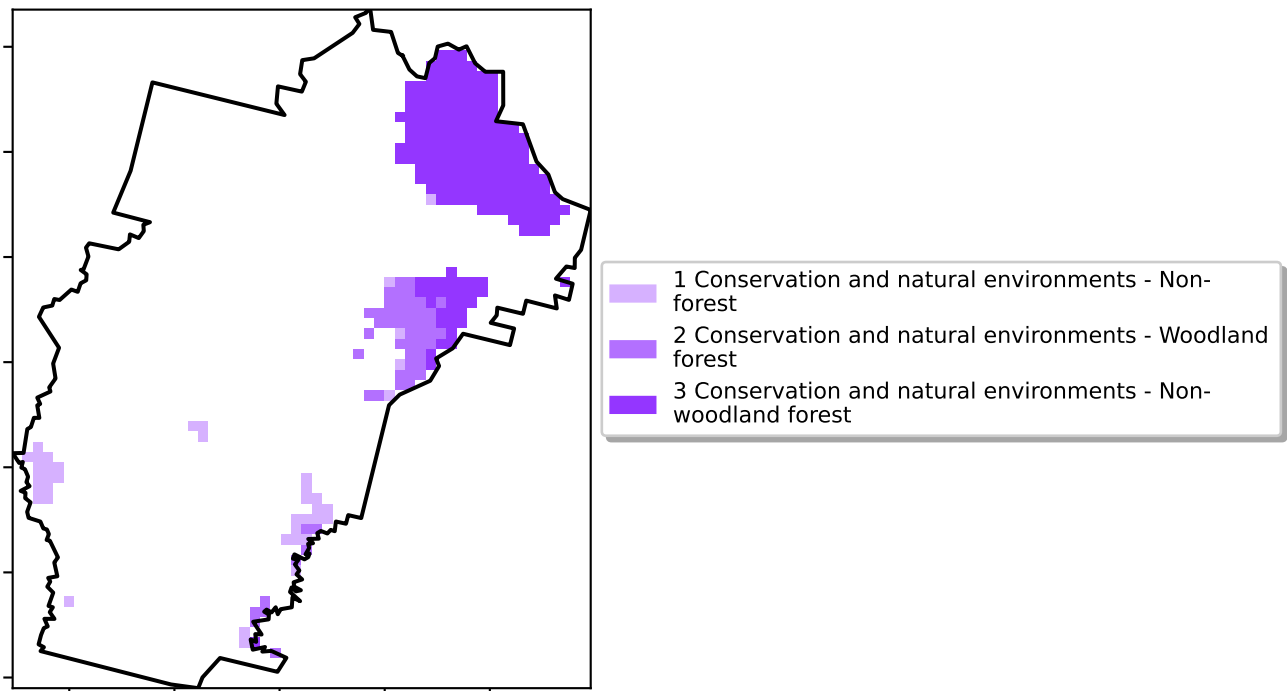 1 Conservation and natural environments - Non-
forest
2 Conservation and natural environments - Woodland
forest
3 Conservation and natural environments - Non-
woodland forest